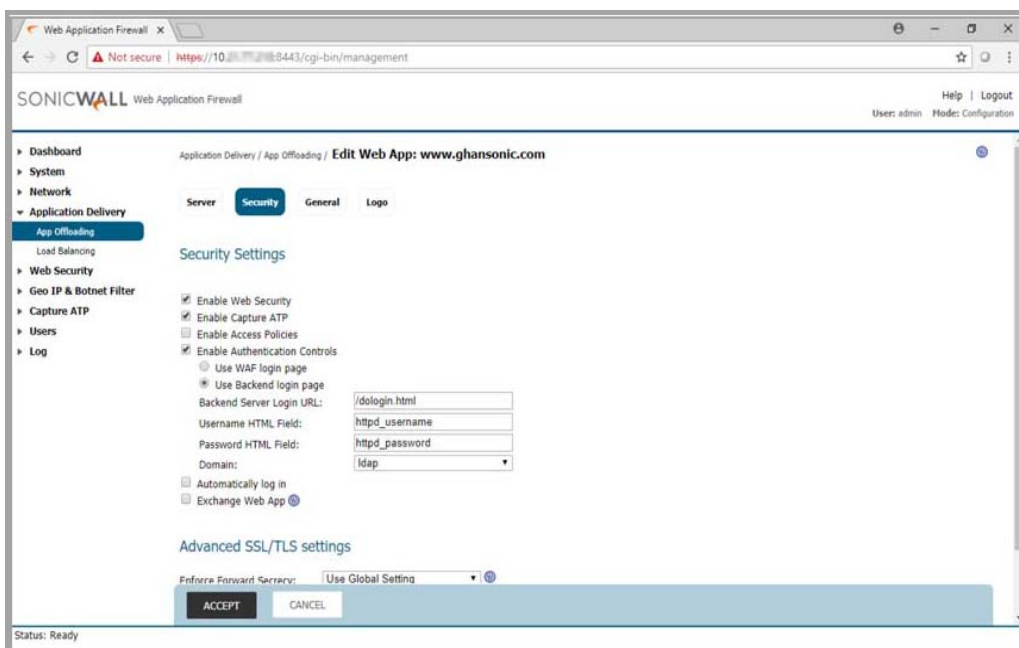 Web Application Firewall
Not secure | https://10. :8443/cgi-bin/management
SONICWALL Web Application Firewall
Help | Logout
User: admin Mode: Configuration
Dashboard
System
Network
Application Delivery
App Offloading
Load Balancing
Web Security
Geo IP & Botnet Filter
Capture ATP
Users
Log
Application Delivery / App Offloading / Edit Web App: www.ghansonic.com
Server Security General Logo
Security Settings
Enable Web Security
Enable Capture ATP
Enable Access Policies
Enable Authentication Controls
Use WAF login page
Use Backend login page
Backend Server Login URL: /dologin.html
Username HTML Field: httpd_username
Password HTML Field: httpd_password
Domain: ldap
Automatically log in
Exchange Web App
Advanced SSL/TLS settings
Enforce Forward Secrecy: Use Global Setting
ACCEPT CANCEL
Status: Ready